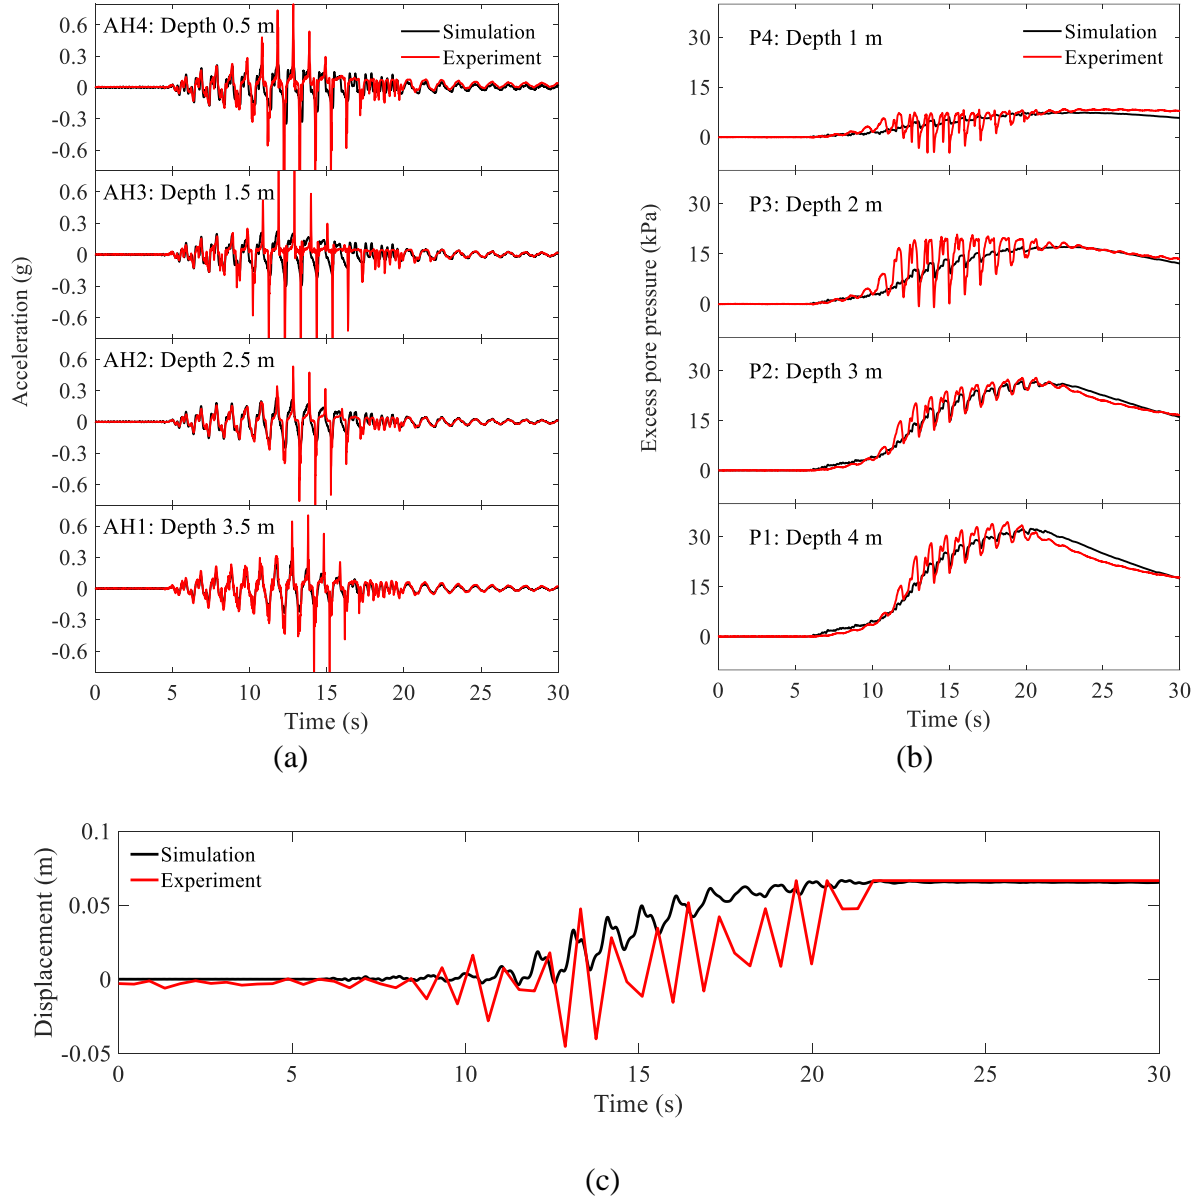 AH4: Depth 0.5 m
Simulation
Experiment
0.6
0.3
0
-0.3
-0.6
AH3: Depth 1.5 m
0.6
0.3
0
-0.3
-0.6
AH2: Depth 2.5 m
0.6
0.3
0
-0.3
-0.6
AH1: Depth 3.5 m
0.6
0.3
0
-0.3
-0.6
Acceleration (g)
0 5 10 15 20 25 30
Time (s)
(a)
P4: Depth 1 m
Simulation
Experiment
30
15
0
P3: Depth 2 m
30
15
0
P2: Depth 3 m
30
15
0
P1: Depth 4 m
30
15
0
Excess pore pressure (kPa)
0 5 10 15 20 25 30
Time (s)
(b)
Simulation
Experiment
0.1
0.05
0
-0.05
Displacement (m)
0 5 10 15 20 25 30
Time (s)
(c)